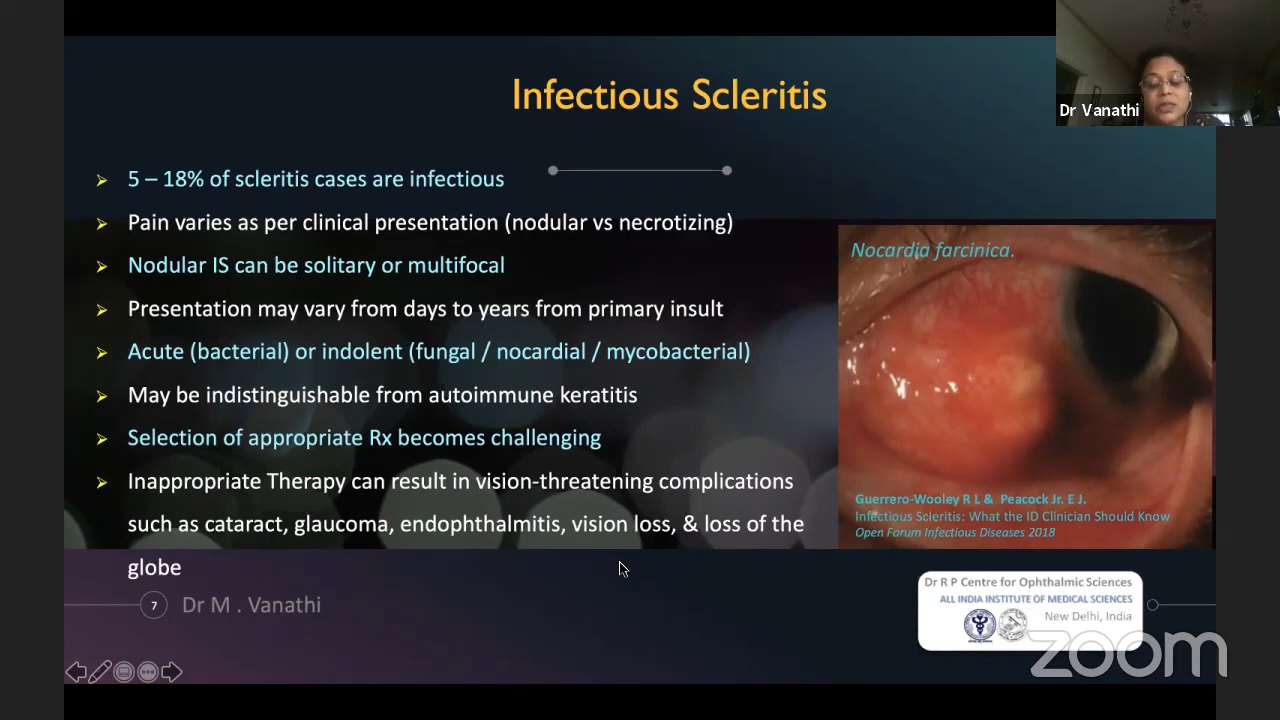 Infectious Scleritis
Dr Vanathi
5 – 18% of scleritis cases are infectious
Pain varies as per clinical presentation (nodular vs necrotizing)
Nodular IS can be solitary or multifocal
Presentation may vary from days to years from primary insult
Acute (bacterial) or indolent (fungal / nocardial / mycobacterial)
May be indistinguishable from autoimmune keratitis
Selection of appropriate Rx becomes challenging
Inappropriate Therapy can result in vision-threatening complications
such as cataract, glaucoma, endophthalmitis, vision loss, & loss of the
globe
Nocardia farcinica.
Guerrero-Wooley R L & Peacock Jr. E J.
Infectious Scleritis: What the ID Clinician Should Know
Open Forum Infectious Diseases 2018
7 Dr M . Vanathi
Dr R P Centre for Ophthalmic Sciences
ALL INDIA INSTITUTE OF MEDICAL SCIENCES
New Delhi, India
zoom